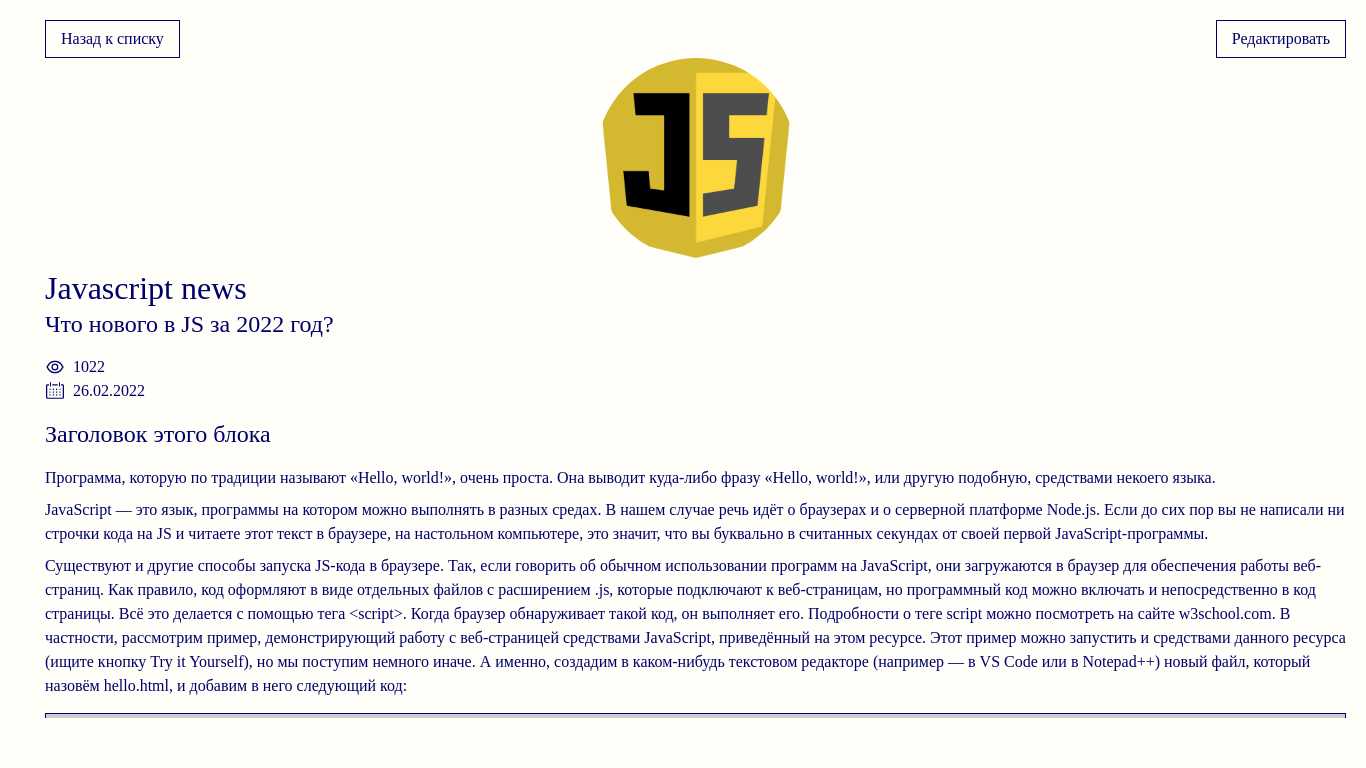 Назад к списку
Редактировать
JS
Javascript news
Что нового в JS за 2022 год?
1022
26.02.2022
Заголовок этого блока
Программа, которую по традиции называют «Hello, world!», очень проста. Она выводит куда-либо фразу «Hello, world!», или другую подобную, средствами некоего языка.
JavaScript — это язык, программы на котором можно выполнять в разных средах. В нашем случае речь идёт о браузерах и о серверной платформе Node.js. Если до сих пор вы не написали ни
строчки кода на JS и читаете этот текст в браузере, на настольном компьютере, это значит, что вы буквально в считанных секундах от своей первой JavaScript-программы.
Существуют и другие способы запуска JS-кода в браузере. Так, если говорить об обычном использовании программ на JavaScript, они загружаются в браузер для обеспечения работы веб-
страниц. Как правило, код оформляют в виде отдельных файлов с расширением .js, которые подключают к веб-страницам, но программный код можно включать и непосредственно в код
страницы. Всё это делается с помощью тега <script>. Когда браузер обнаруживает такой код, он выполняет его. Подробности о теге script можно посмотреть на сайте w3school.com. В
частности, рассмотрим пример, демонстрирующий работу с веб-страницей средствами JavaScript, приведённый на этом ресурсе. Этот пример можно запустить и средствами данного ресурса
(ищите кнопку Try it Yourself), но мы поступим немного иначе. А именно, создадим в каком-нибудь текстовом редакторе (например — в VS Code или в Notepad++) новый файл, который
назовём hello.html, и добавим в него следующий код: